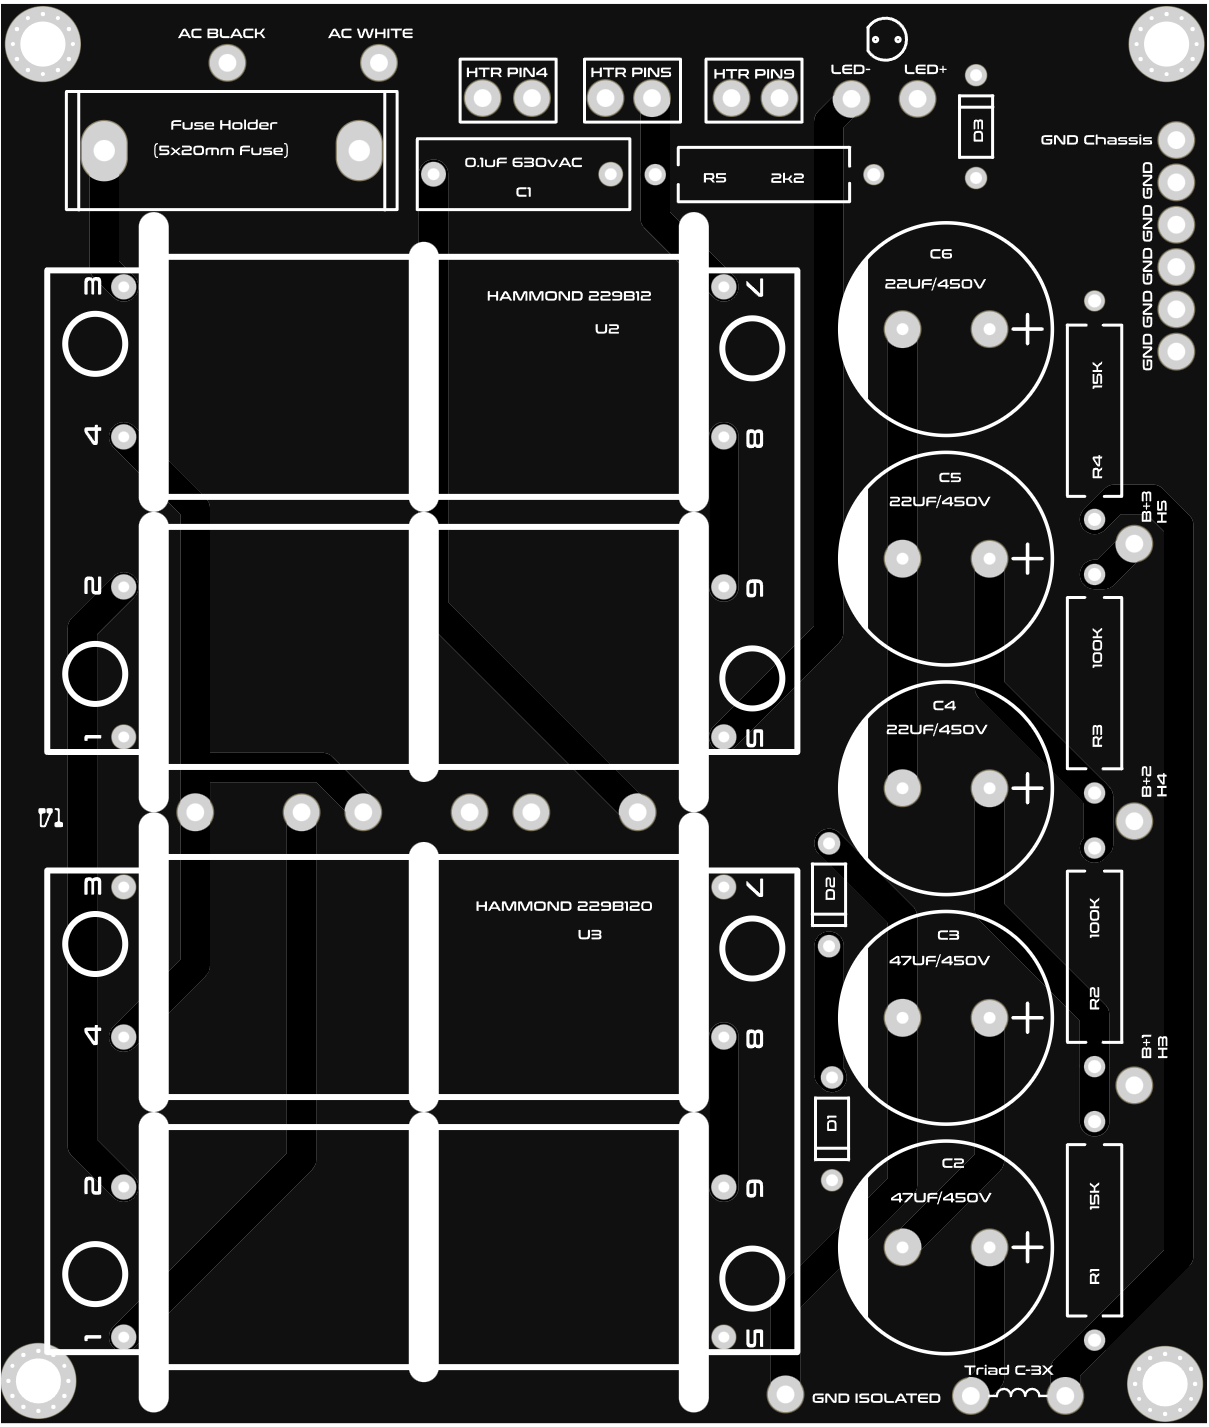 AC BLACK
AC WHITE
HTR PIN4
HTR PIN5
HTR PIN9
LED-
LED+
Fuse Holder
(5x20mm Fuse)
0.1uF 630vAC
C1
R5
2k2
D3
GND Chassis
GND
GND
GND
GND
GND
3
HAMMOND 229B12
U2
7
C6
22UF/450V
+
15K
R4
4
8
C5
22UF/450V
+
B+3
H5
2
6
100K
R3
1
5
C4
22UF/450V
+
B+2
H4
3
HAMMOND 229B120
U3
7
D2
C3
47UF/450V
+
100K
R2
4
8
B+1
H3
D1
2
6
C2
47UF/450V
+
15K
R1
1
5
Triad C-3X
GND ISOLATED